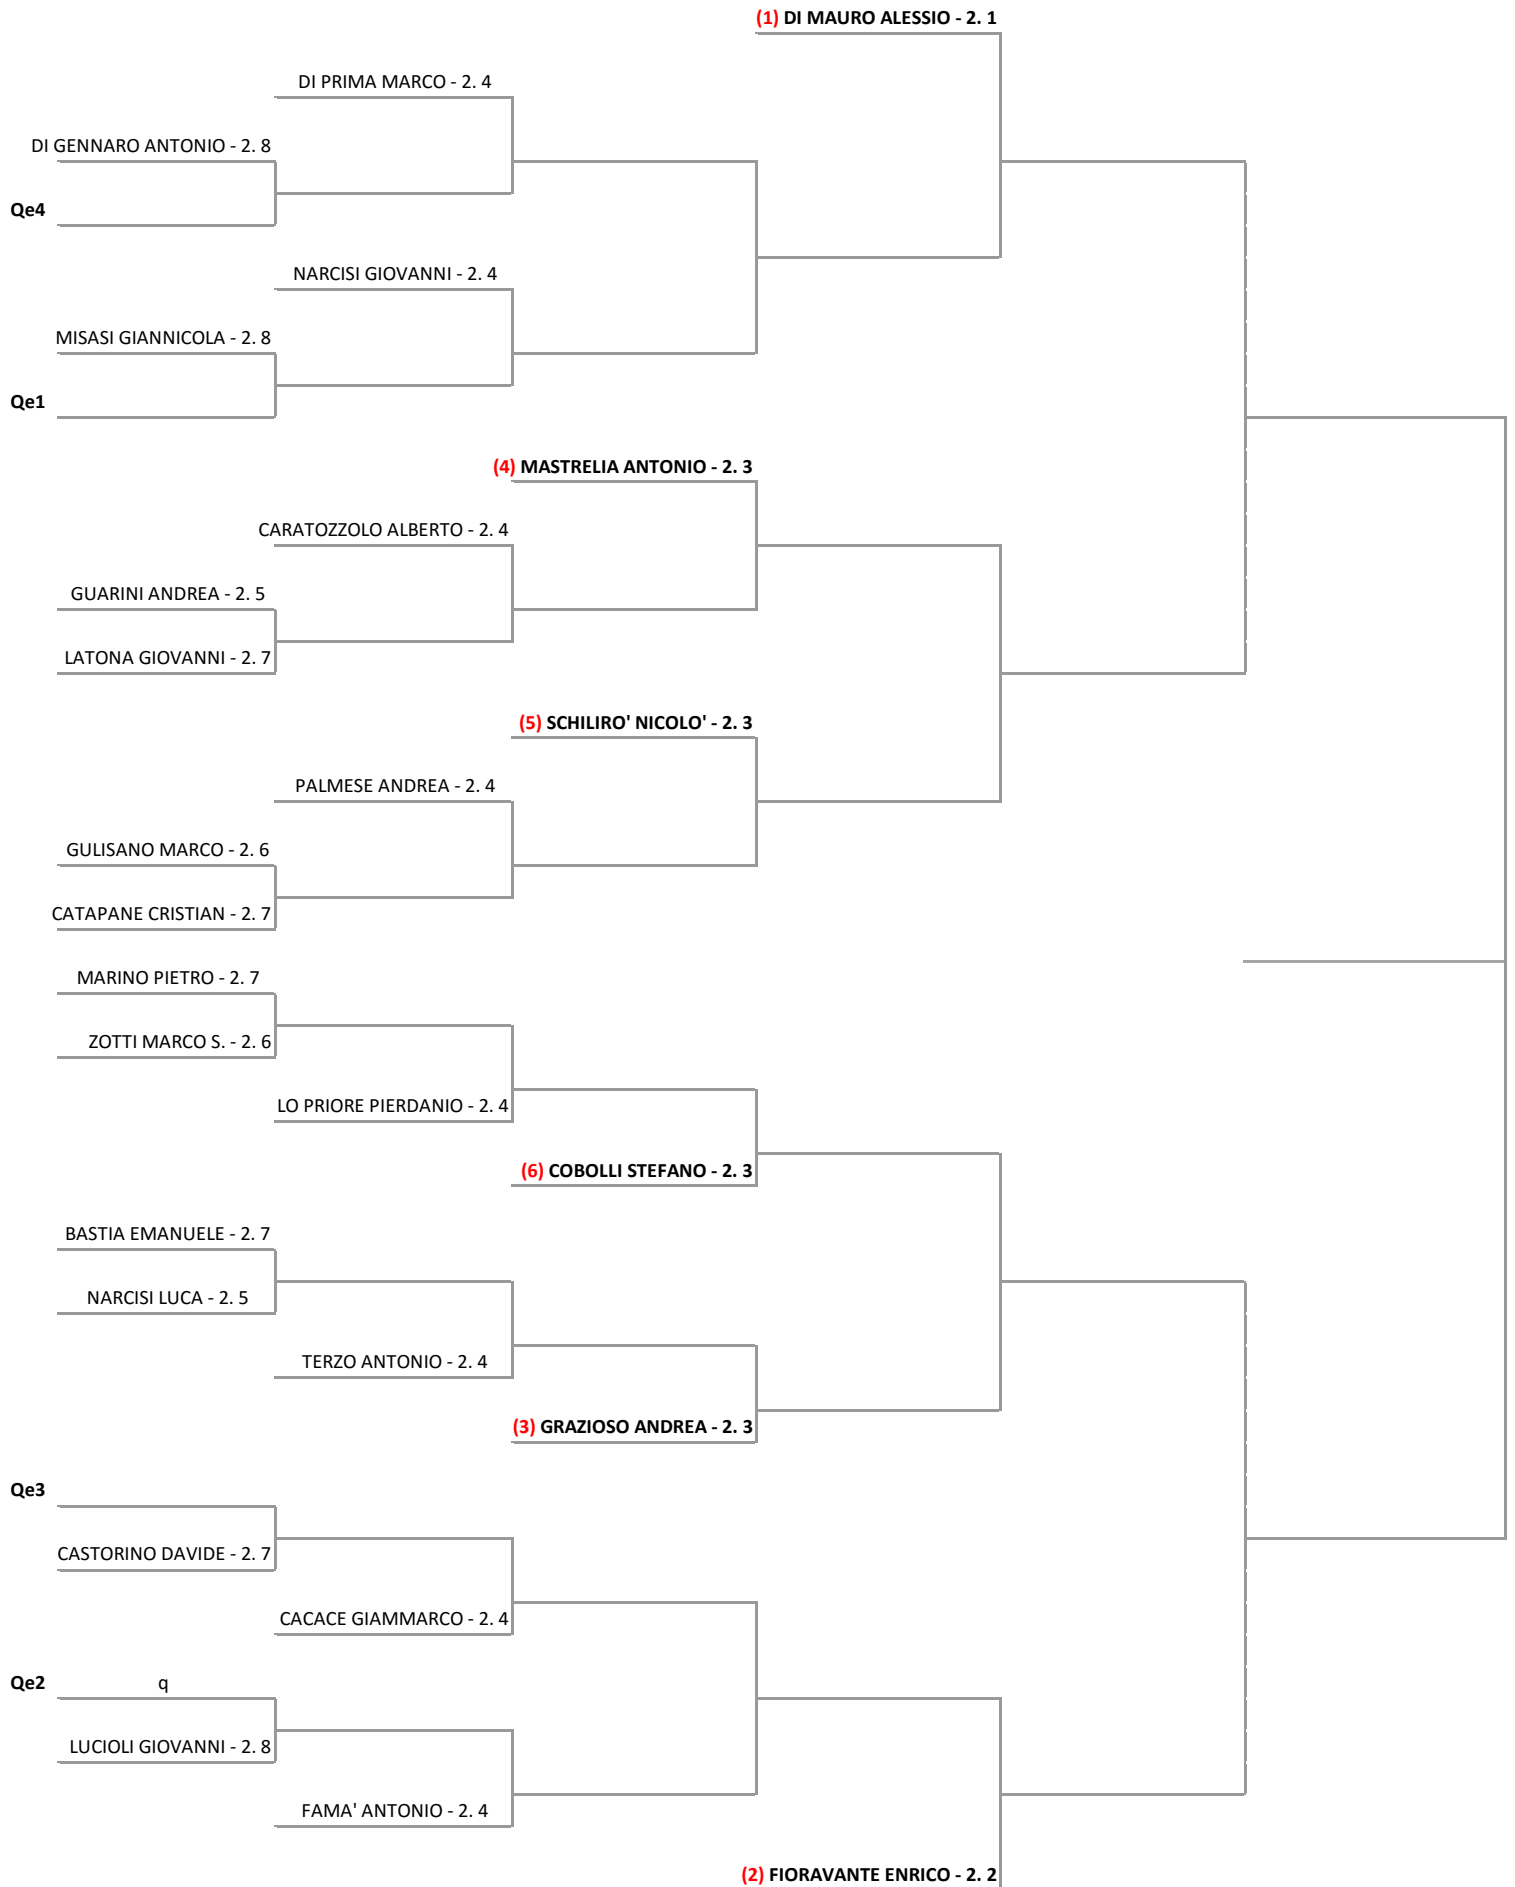 (1) DI MAURO ALESSIO - 2. 1
DI PRIMA MARCO - 2. 4
DI GENNARO ANTONIO - 2. 8
Qe4
NARCISI GIOVANNI - 2. 4
MISASI GIANNICOLA - 2. 8
Qe1
(4) MASTRELIA ANTONIO - 2. 3
CARATOZZOLO ALBERTO - 2. 4
GUARINI ANDREA - 2. 5
LATONA GIOVANNI - 2. 7
(5) SCHILIRO' NICOLO' - 2. 3
PALMESE ANDREA - 2. 4
GULISANO MARCO - 2. 6
CATAPANE CRISTIAN - 2. 7
MARINO PIETRO - 2. 7
ZOTTI MARCO S. - 2. 6
LO PRIORE PIERDANIO - 2. 4
(6) COBOLLI STEFANO - 2. 3
BASTIA EMANUELE - 2. 7
NARCISI LUCA - 2. 5
TERZO ANTONIO - 2. 4
(3) GRAZIOSO ANDREA - 2. 3
Qe3
CASTORINO DAVIDE - 2. 7
CACACE GIAMMARCO - 2. 4
Qe2 q
LUCIOLI GIOVANNI - 2. 8
FAMA' ANTONIO - 2. 4
(2) FIORAVANTE ENRICO - 2. 2